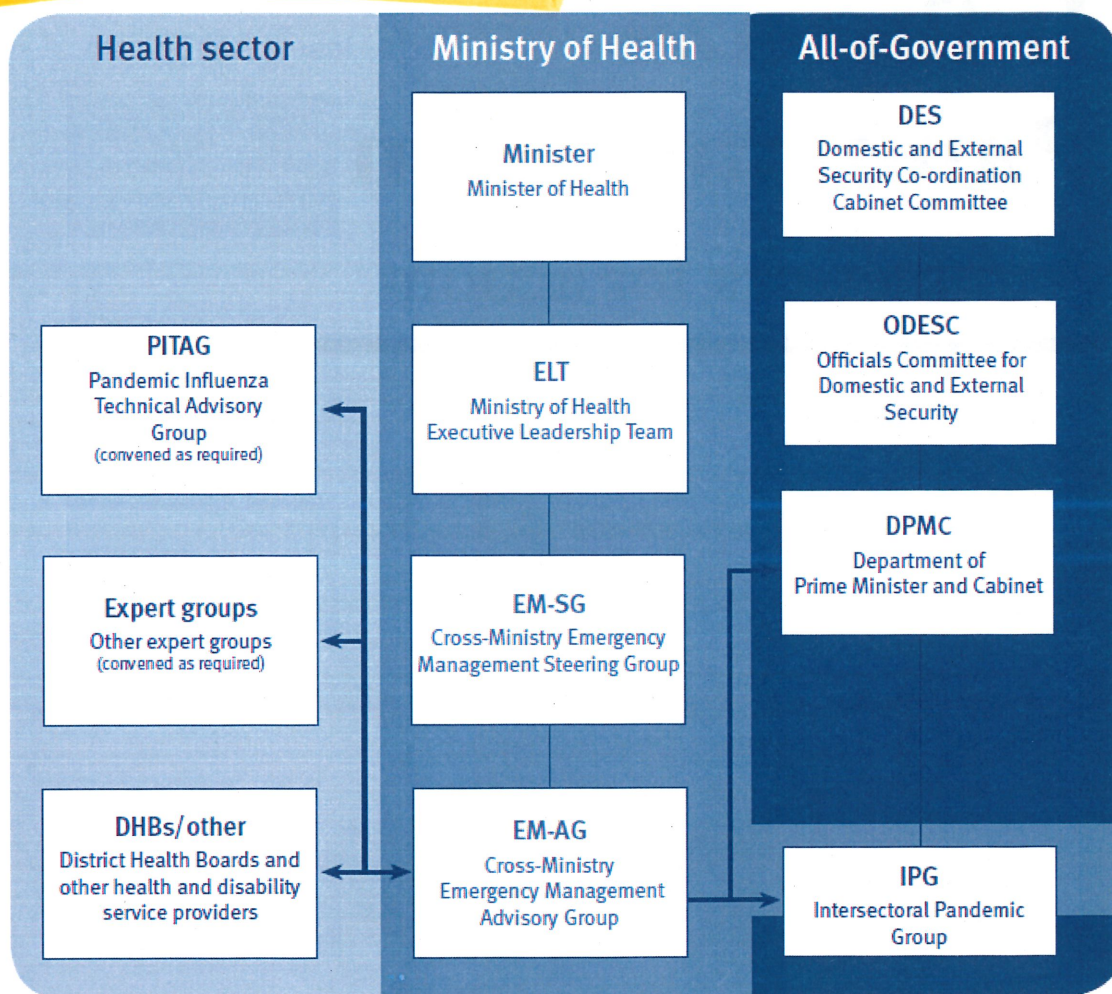 Health sector
PITAG
Pandemic Influenza
Technical Advisory
Group
(convened as required)
Expert groups
Other expert groups
(convened as required)
DHBs/other
District Health Boards and
other health and disability
service providers
Ministry of Health
Minister
Minister of Health
ELT
Ministry of Health
Executive Leadership Team
EM-SG
Cross-Ministry Emergency
Management Steering Group
EM-AG
Cross-Ministry
Emergency Management
Advisory Group
All-of-Government
DES
Domestic and External
Security Co-ordination
Cabinet Committee
ODESC
Officials Committee for
Domestic and External
Security
DPMC
Department of
Prime Minister and Cabinet
IPG
Intersectoral Pandemic
Group